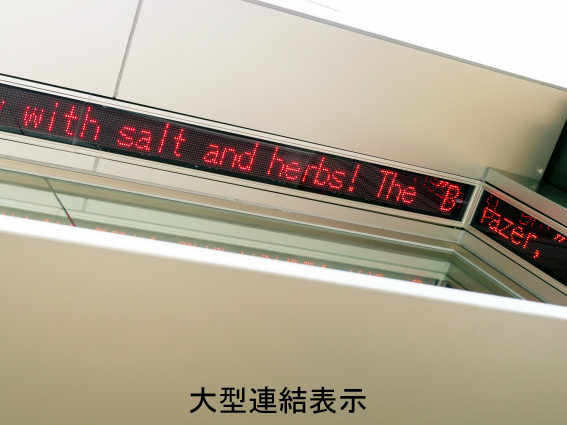 with salt and herbs! The "B-
razer,"
大型連結表示